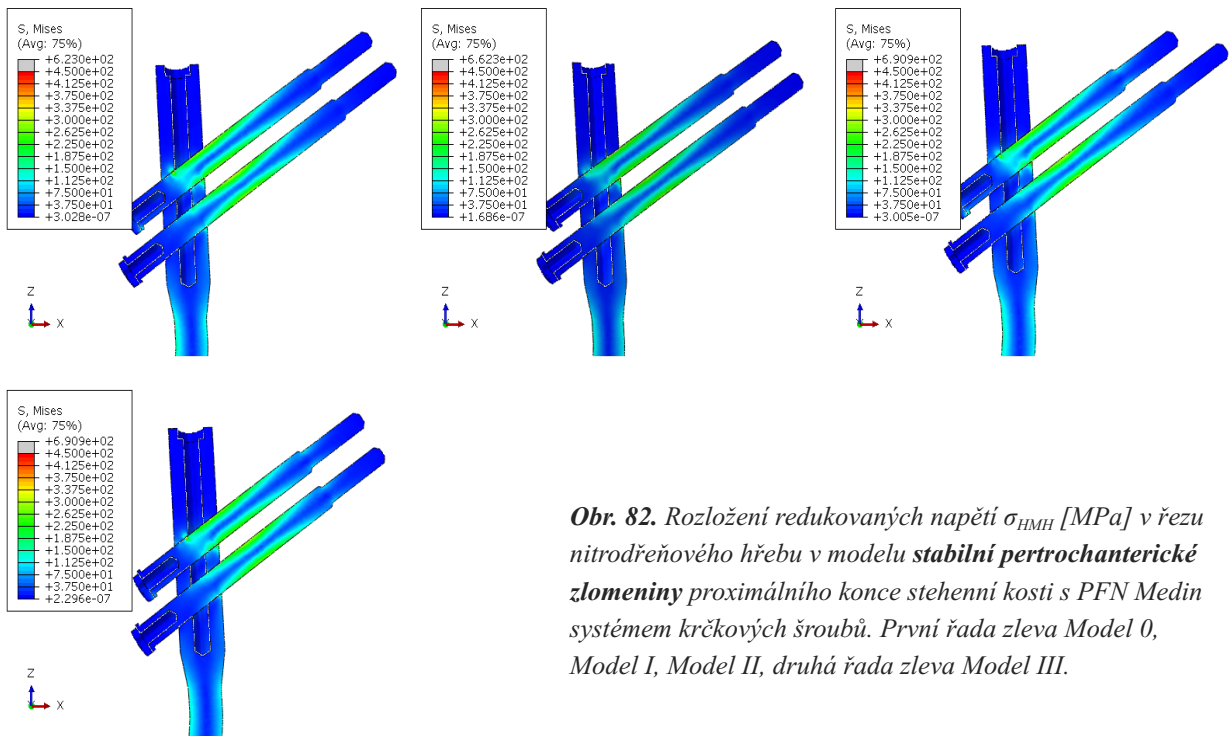 S, Mises
(Avg: 75%)
+6.230e+02
+4.500e+02
+4.125e+02
+3.750e+02
+3.375e+02
+3.000e+02
+2.625e+02
+2.250e+02
+1.875e+02
+1.500e+02
+1.125e+02
+7.500e+01
+3.750e+01
+3.028e-07
Z
Y
X
S, Mises
(Avg: 75%)
+6.623e+02
+4.500e+02
+4.125e+02
+3.750e+02
+3.375e+02
+3.000e+02
+2.625e+02
+2.250e+02
+1.875e+02
+1.500e+02
+1.125e+02
+7.500e+01
+3.750e+01
+1.686e-07
Z
Y
X
S, Mises
(Avg: 75%)
+6.909e+02
+4.500e+02
+4.125e+02
+3.750e+02
+3.375e+02
+3.000e+02
+2.625e+02
+2.250e+02
+1.875e+02
+1.500e+02
+1.125e+02
+7.500e+01
+3.750e+01
+3.005e-07
Z
Y
X
S, Mises
(Avg: 75%)
+6.909e+02
+4.500e+02
+4.125e+02
+3.750e+02
+3.375e+02
+3.000e+02
+2.625e+02
+2.250e+02
+1.875e+02
+1.500e+02
+1.125e+02
+7.500e+01
+3.750e+01
+2.296e-07
Z
Y
X
Obr. 82. Rozložení redukovaných napětí σHMH [MPa] v řezu
nitrodřeňového hřebu v modelu stabilní pertrochanterické
zlomeniny proximálního konce stehenní kosti s PFN Medin
systémem krčkových šroubů. První řada zleva Model 0,
Model I, Model II, druhá řada zleva Model III.